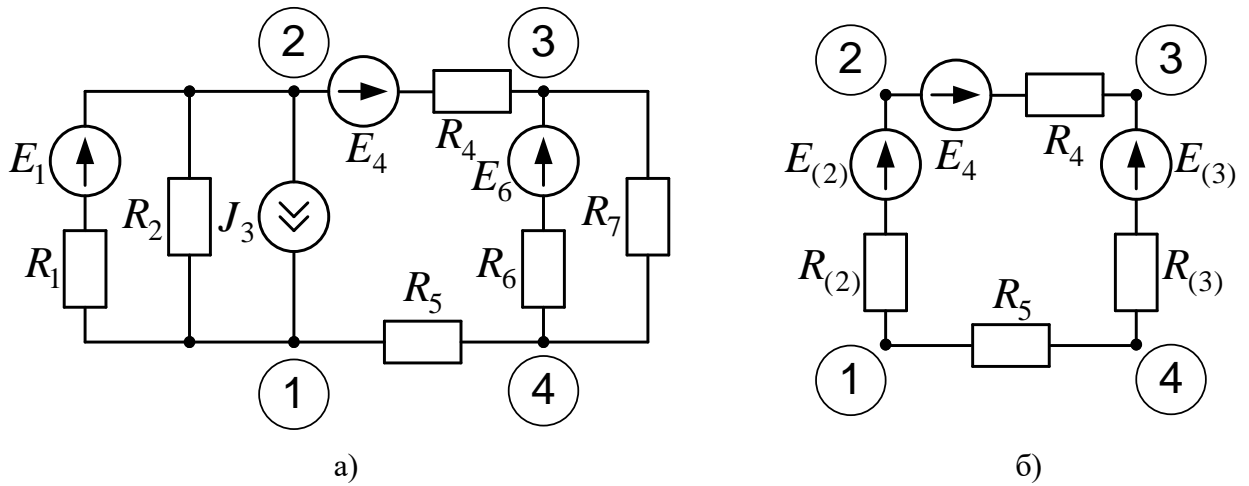 2 3 2 3
E₄ R₄ E₄ R₄
E₁ E₆ E₍₂₎ E₍₃₎
R₂ J₃ R₇
R₁ R₆ R₍₂₎ R₍₃₎
R₅ R₅
1 4 1 4
а) б)